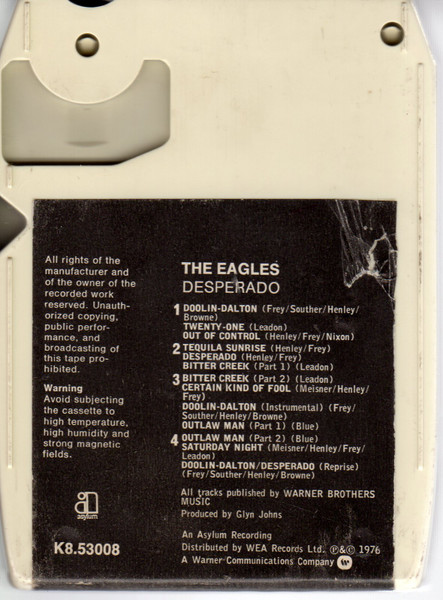 All rights of the
manufacturer and
of the owner of the
recorded work
reserved. Unauth-
orized copying,
public perfor-
mance, and
broadcasting of
this tape pro-
hibited.
Warning
Avoid subjecting
the cassette to
high temperature,
high humidity and
strong magnetic
fields.
asylum
K8.53008
THE EAGLES
DESPERADO
1 DOOLIN-DALTON (Frey/Souther/Henley/
Browne)
TWENTY-ONE (Leadon)
OUT OF CONTROL (Henley/Frey/Nixon)
2 TEQUILA SUNRISE (Henley/Frey)
DESPERADO (Henley/Frey)
BITTER CREEK (Part 1) (Leadon)
3 BITTER CREEK (Part 2) (Leadon)
CERTAIN KIND OF FOOL (Meisner/Henley/
Frey)
DOOLIN-DALTON (Instrumental) (Frey/
Souther/Henley/Browne)
OUTLAW MAN (Part 1) (Blue)
4 OUTLAW MAN (Part 2) (Blue)
SATURDAY NIGHT (Meisner/Henley/Frey/
Leadon)
DOOLIN-DALTON/DESPERADO (Reprise)
(Frey/Souther/Henley/Browne)
All tracks published by WARNER BROTHERS
MUSIC
Produced by Glyn Johns
An Asylum Recording
Distributed by WEA Records Ltd. ℗&© 1976
A Warner Communications Company